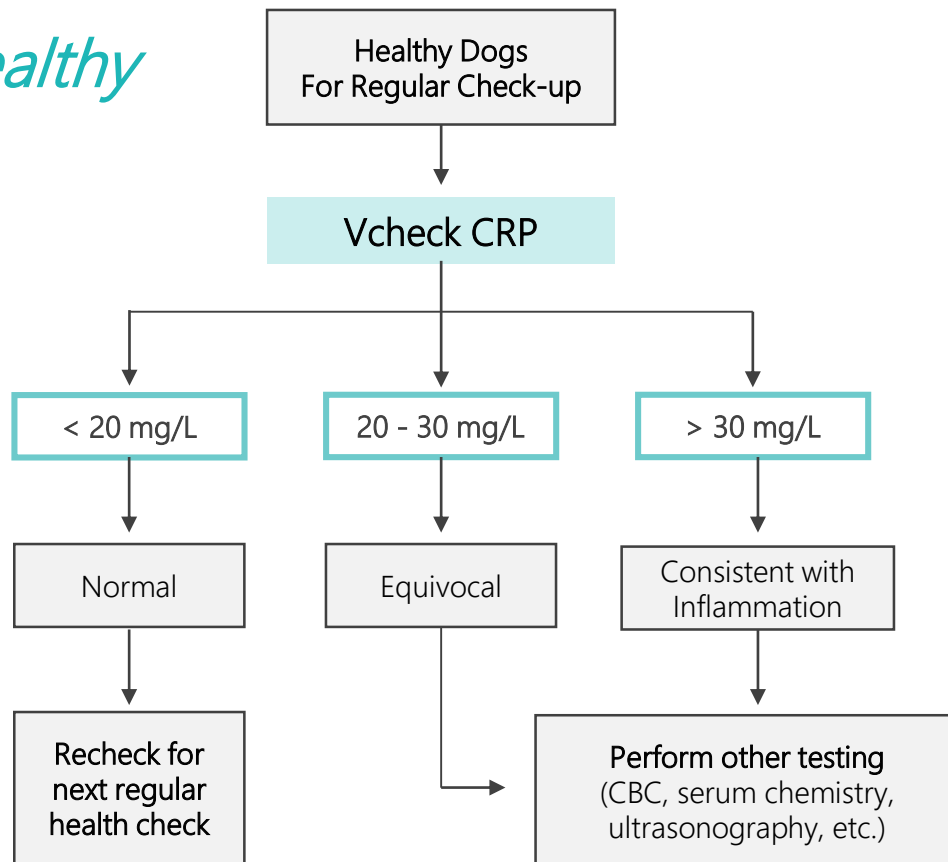 ealthy
Healthy Dogs
For Regular Check-up
Vcheck CRP
< 20 mg/L
20 - 30 mg/L
> 30 mg/L
Normal
Equivocal
Consistent with
Inflammation
Recheck for
next regular
health check
Perform other testing
(CBC, serum chemistry,
ultrasonography, etc.)